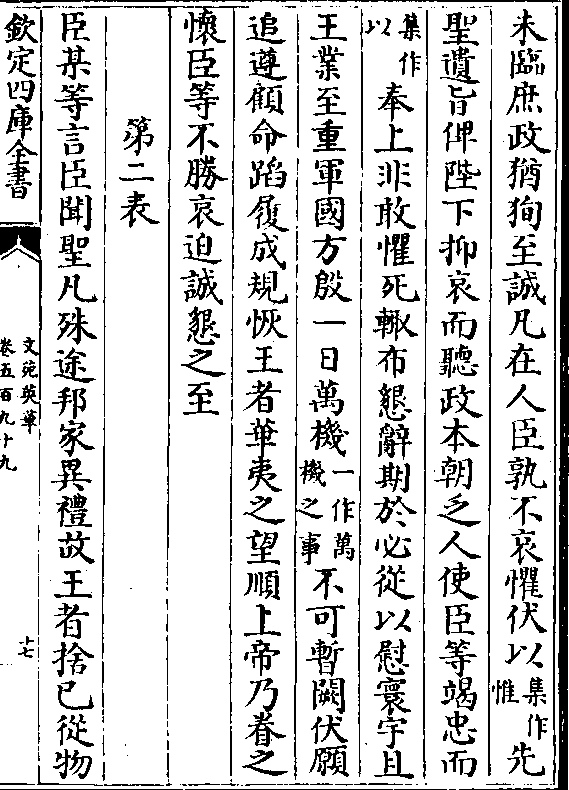 未臨庶政猶狥至誠凡在人臣孰不哀懼伏以集作惟先
聖遺旨俾陛下抑哀而聽政本朝乏人使臣等竭忠而
集作以奉上非敢懼死輙布懇辭期於必從以慰寰宇且
王業至重軍國方殷一日萬機一作萬機之事不可暫闕伏願
追遵顧命蹈履成規恢王者華夷之望順上帝乃眷之
懷臣等不勝哀迫誠懇之至
第二表
臣某等言臣聞聖凡殊途邦家異禮故王者捨已從物
欽定四庫全書
文苑英華
卷五百九十九
十七